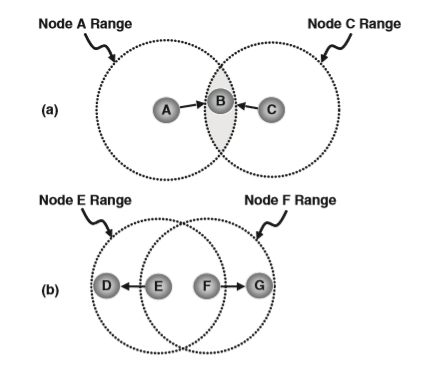 Node A Range Node C Range
(a) A B C
Node E Range Node F Range
(b) D E F G